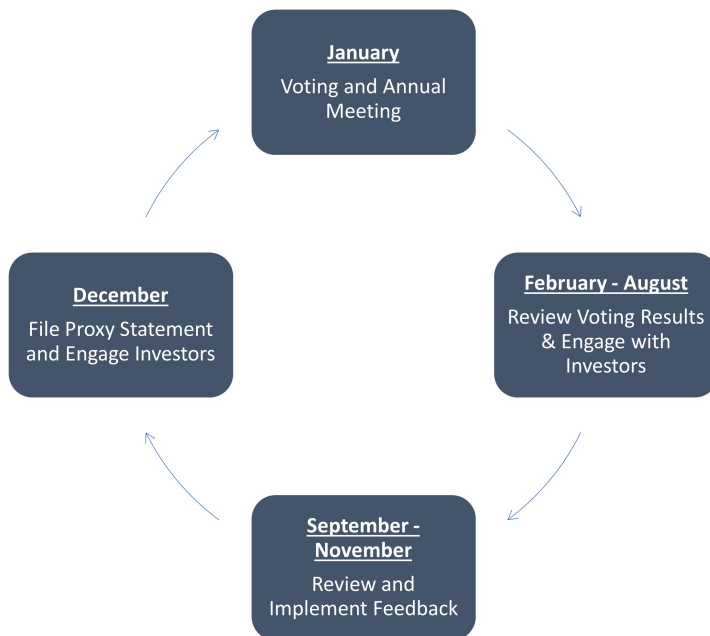 January
Voting and Annual
Meeting
February - August
Review Voting Results
& Engage with
Investors
September -
November
Review and
Implement Feedback
December
File Proxy Statement
and Engage Investors